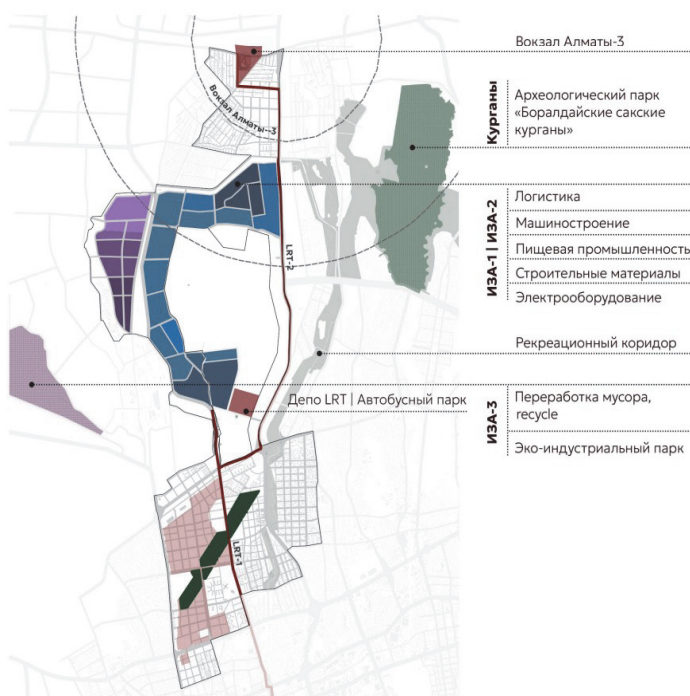 Вокзал Алматы-3
Вокзал Алматы--3
Курганы
Археологический парк
«Боралдайские сакские
курганы»
ИЗА-1 | ИЗА-2
Логистика
Машиностроение
Пищевая промышленность
Строительные материалы
Электрооборудование
LRT-2
Рекреационный коридор
Депо LRT | Автобусный парк
ИЗА-3
Переработка мусора,
recycle
Эко-индустриальный парк
LRT-1